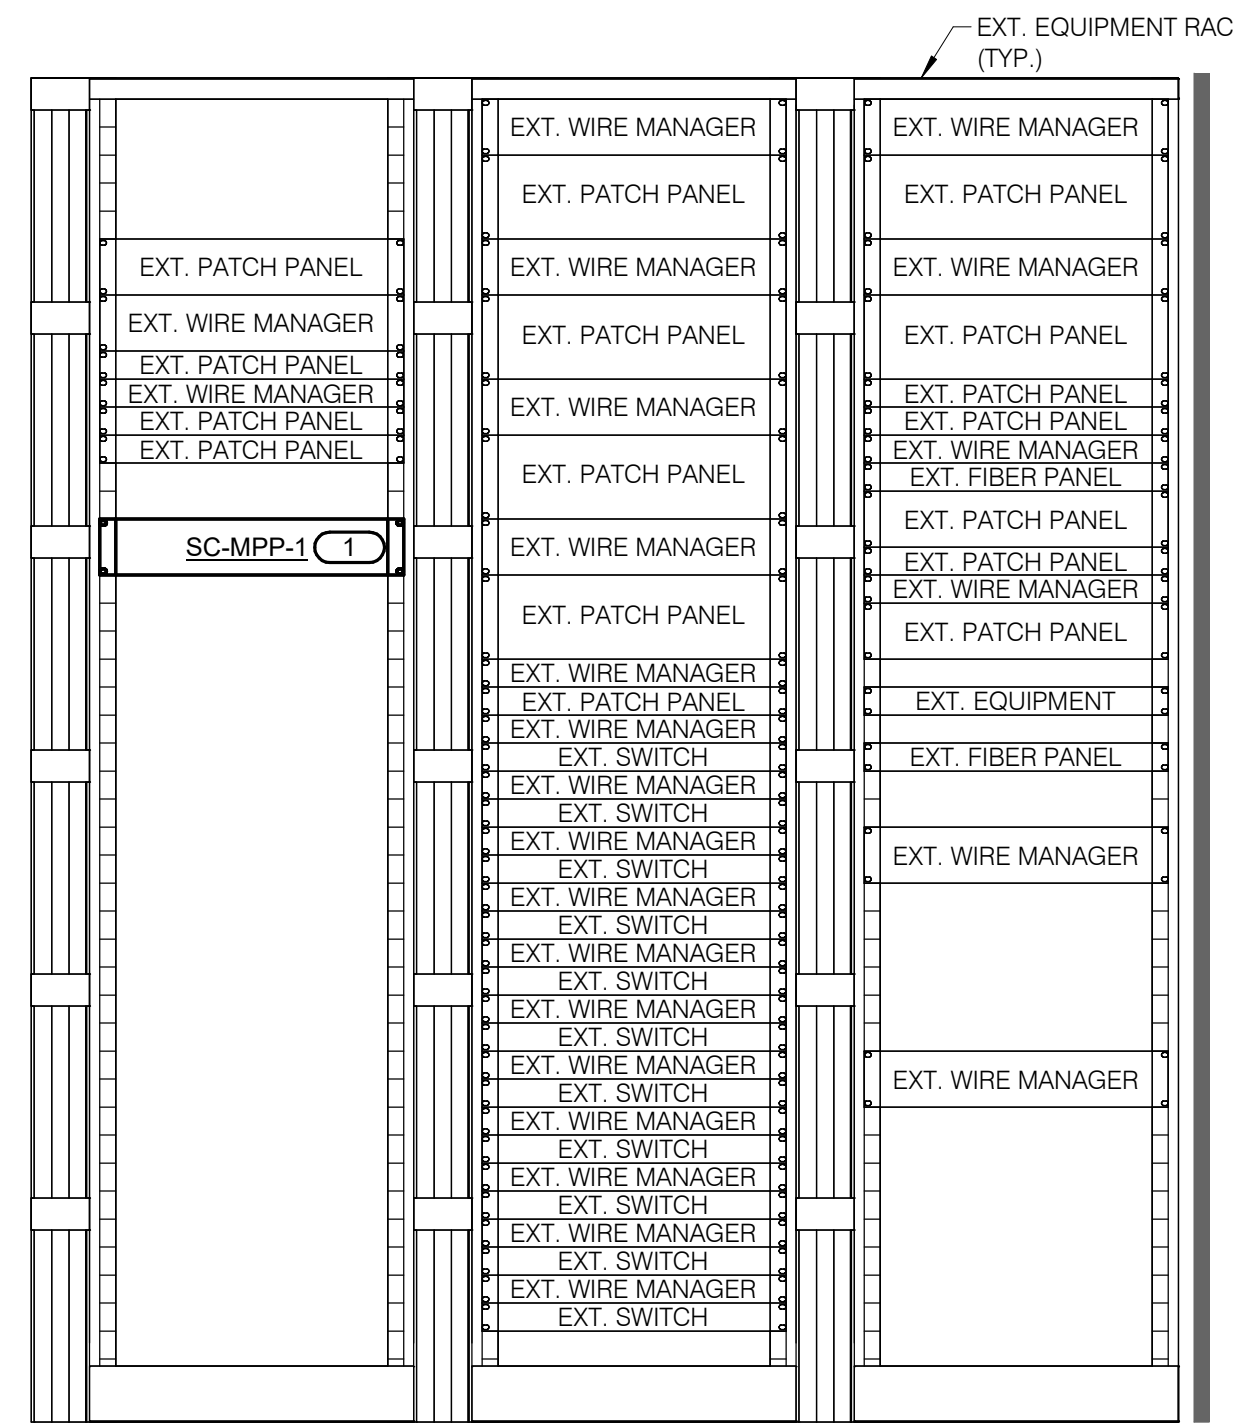 EXT. EQUIPMENT RAC
(TYP.)
EXT. PATCH PANEL
EXT. WIRE MANAGER
EXT. PATCH PANEL
EXT. WIRE MANAGER
EXT. PATCH PANEL
EXT. PATCH PANEL
SC-MPP-1 1
EXT. WIRE MANAGER
EXT. PATCH PANEL
EXT. WIRE MANAGER
EXT. PATCH PANEL
EXT. WIRE MANAGER
EXT. PATCH PANEL
EXT. WIRE MANAGER
EXT. PATCH PANEL
EXT. WIRE MANAGER
EXT. PATCH PANEL
EXT. WIRE MANAGER
EXT. SWITCH
EXT. WIRE MANAGER
EXT. SWITCH
EXT. WIRE MANAGER
EXT. SWITCH
EXT. WIRE MANAGER
EXT. SWITCH
EXT. WIRE MANAGER
EXT. SWITCH
EXT. WIRE MANAGER
EXT. SWITCH
EXT. WIRE MANAGER
EXT. SWITCH
EXT. WIRE MANAGER
EXT. SWITCH
EXT. WIRE MANAGER
EXT. SWITCH
EXT. WIRE MANAGER
EXT. SWITCH
EXT. WIRE MANAGER
EXT. SWITCH
EXT. WIRE MANAGER
EXT. PATCH PANEL
EXT. WIRE MANAGER
EXT. PATCH PANEL
EXT. PATCH PANEL
EXT. PATCH PANEL
EXT. WIRE MANAGER
EXT. FIBER PANEL
EXT. PATCH PANEL
EXT. PATCH PANEL
EXT. WIRE MANAGER
EXT. PATCH PANEL
EXT. EQUIPMENT
EXT. FIBER PANEL
EXT. WIRE MANAGER
EXT. WIRE MANAGER